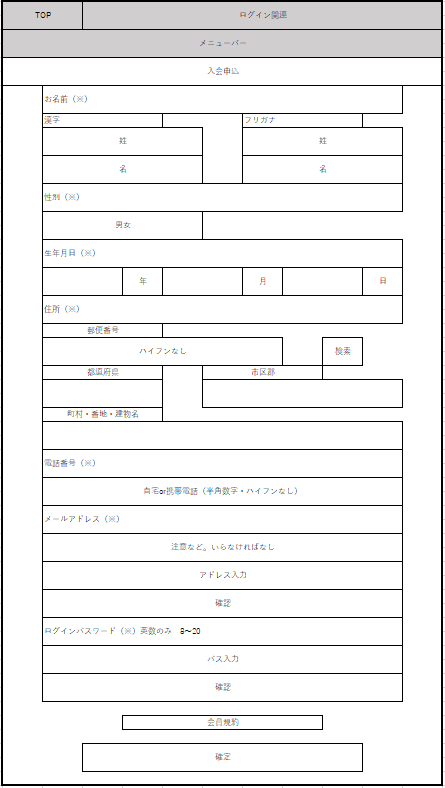 TOP ログイン関連
メニューバー
入会申込
お名前（※）
漢字 フリガナ
姓 姓
名 名
性別（※）
男女
生年月日（※）
年 月 日
住所（※）
郵便番号
ハイフンなし 検索
都道府県 市区郡
町村・番地・建物名
電話番号（※）
自宅or携帯電話（半角数字・ハイフンなし）
メールアドレス（※）
注意など。いらなければなし
アドレス入力
確認
ログインパスワード（※）英数のみ　8～20
パス入力
確認
会員規約
確定